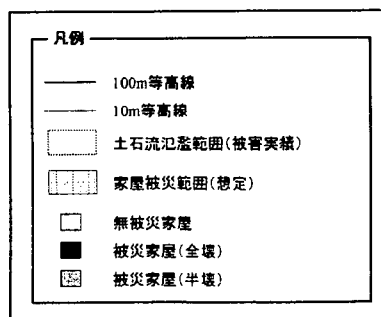 凡例
100m等高線
10m等高線
土石流氾濫範囲(被害実績)
家屋被災範囲(想定)
無被災家屋
被災家屋(全壊)
被災家屋(半壊)